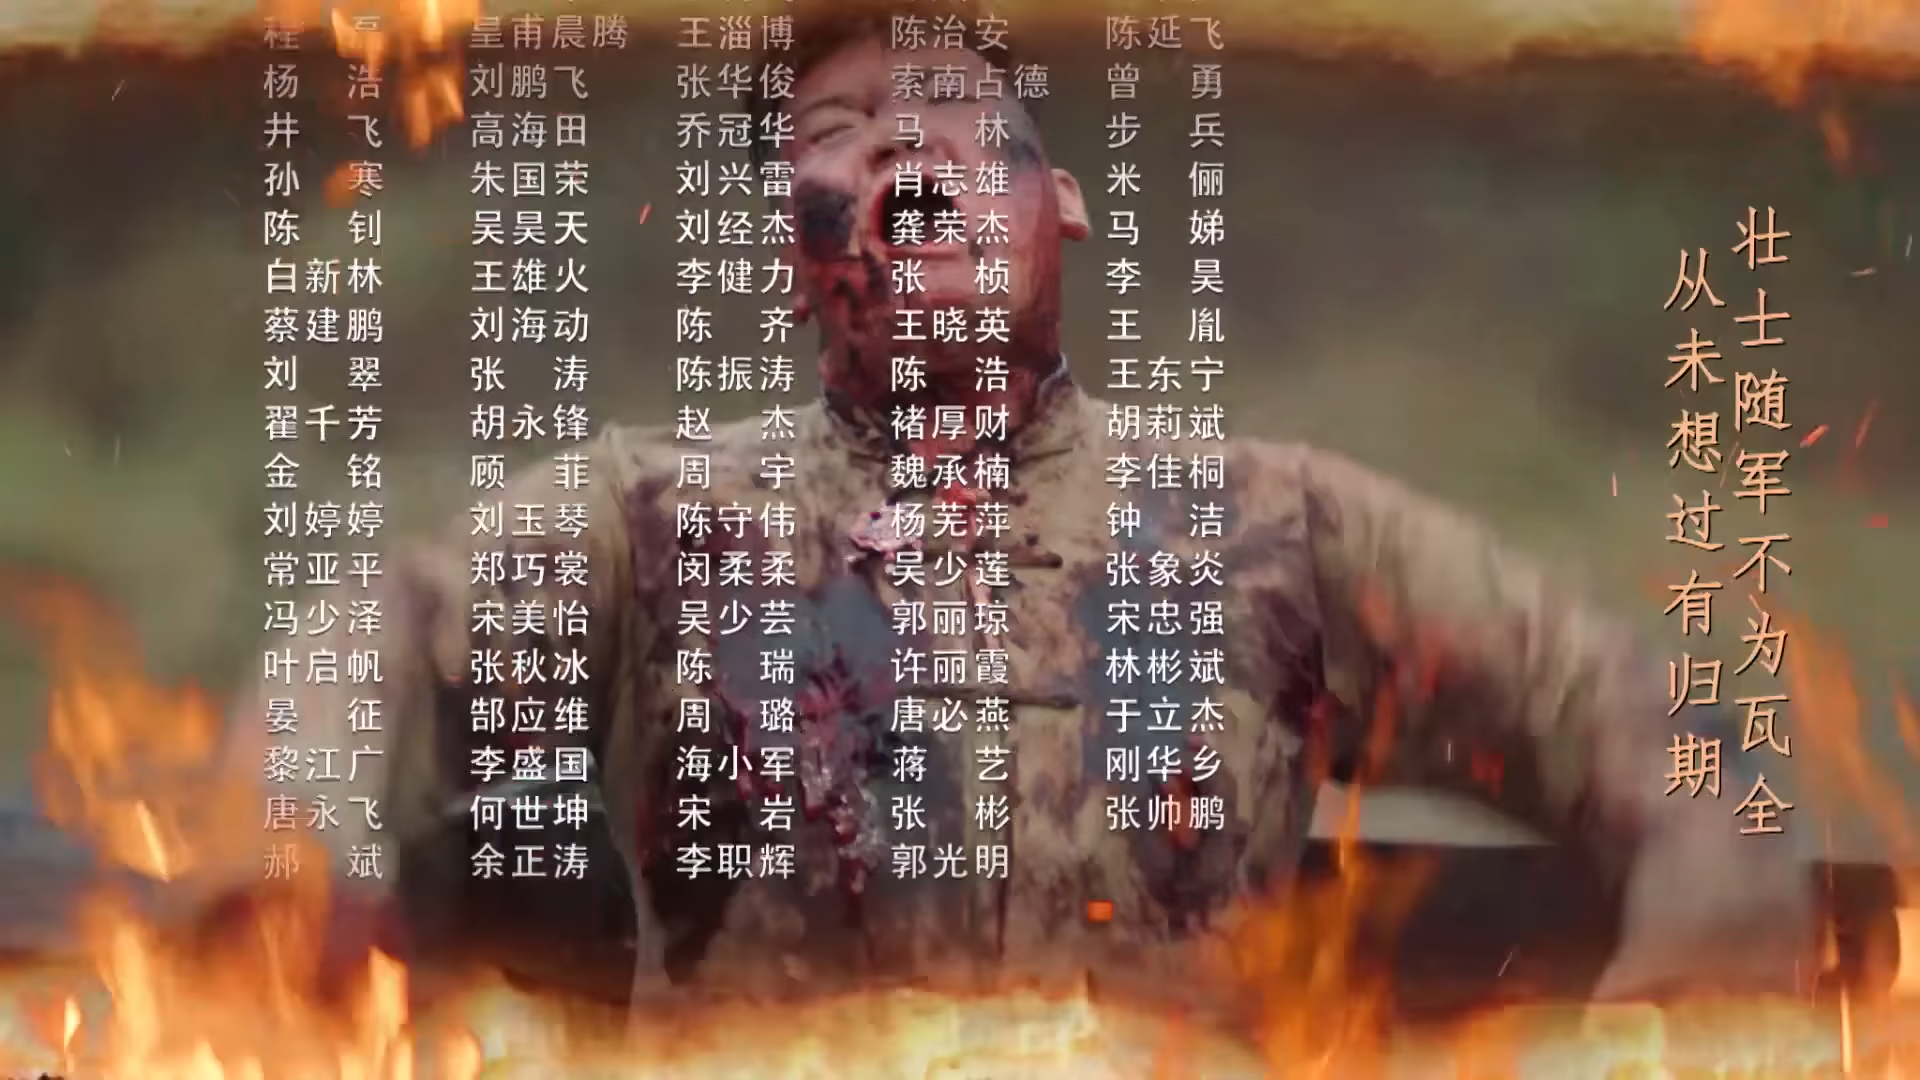 程磊 皇甫晨腾 王淄博 陈治安 陈延飞
杨浩 刘鹏飞 张华俊 索南占德 曾勇
井飞 高海田 乔冠华 马林 步兵
孙寒 朱国荣 刘兴雷 肖志雄 米俪
陈钊 吴昊天 刘经杰 龚荣杰 马娣
白新林 王雄火 李健力 张桢 李昊
蔡建鹏 刘海动 陈齐 王晓英 王胤
刘翠 张涛 陈振涛 陈浩 王东宁
翟千芳 胡永锋 赵杰 褚厚财 胡莉斌
金铭 顾菲 周宇 魏承楠 李佳桐
刘婷婷 刘玉琴 陈守伟 杨芜萍 钟洁
常亚平 郑巧裳 闵柔柔 吴少莲 张象炎
冯少泽 宋美怡 吴少芸 郭丽琼 宋忠强
叶启帆 张秋冰 陈瑞 许丽霞 林彬斌
晏征 郜应维 周璐 唐必燕 于立杰
黎江广 李盛国 海小军 蒋艺 刚华乡
唐永飞 何世坤 宋岩 张彬 张帅鹏
郝斌 余正涛 李职辉 郭光明
壮士随军不为瓦全
从未想过有归期